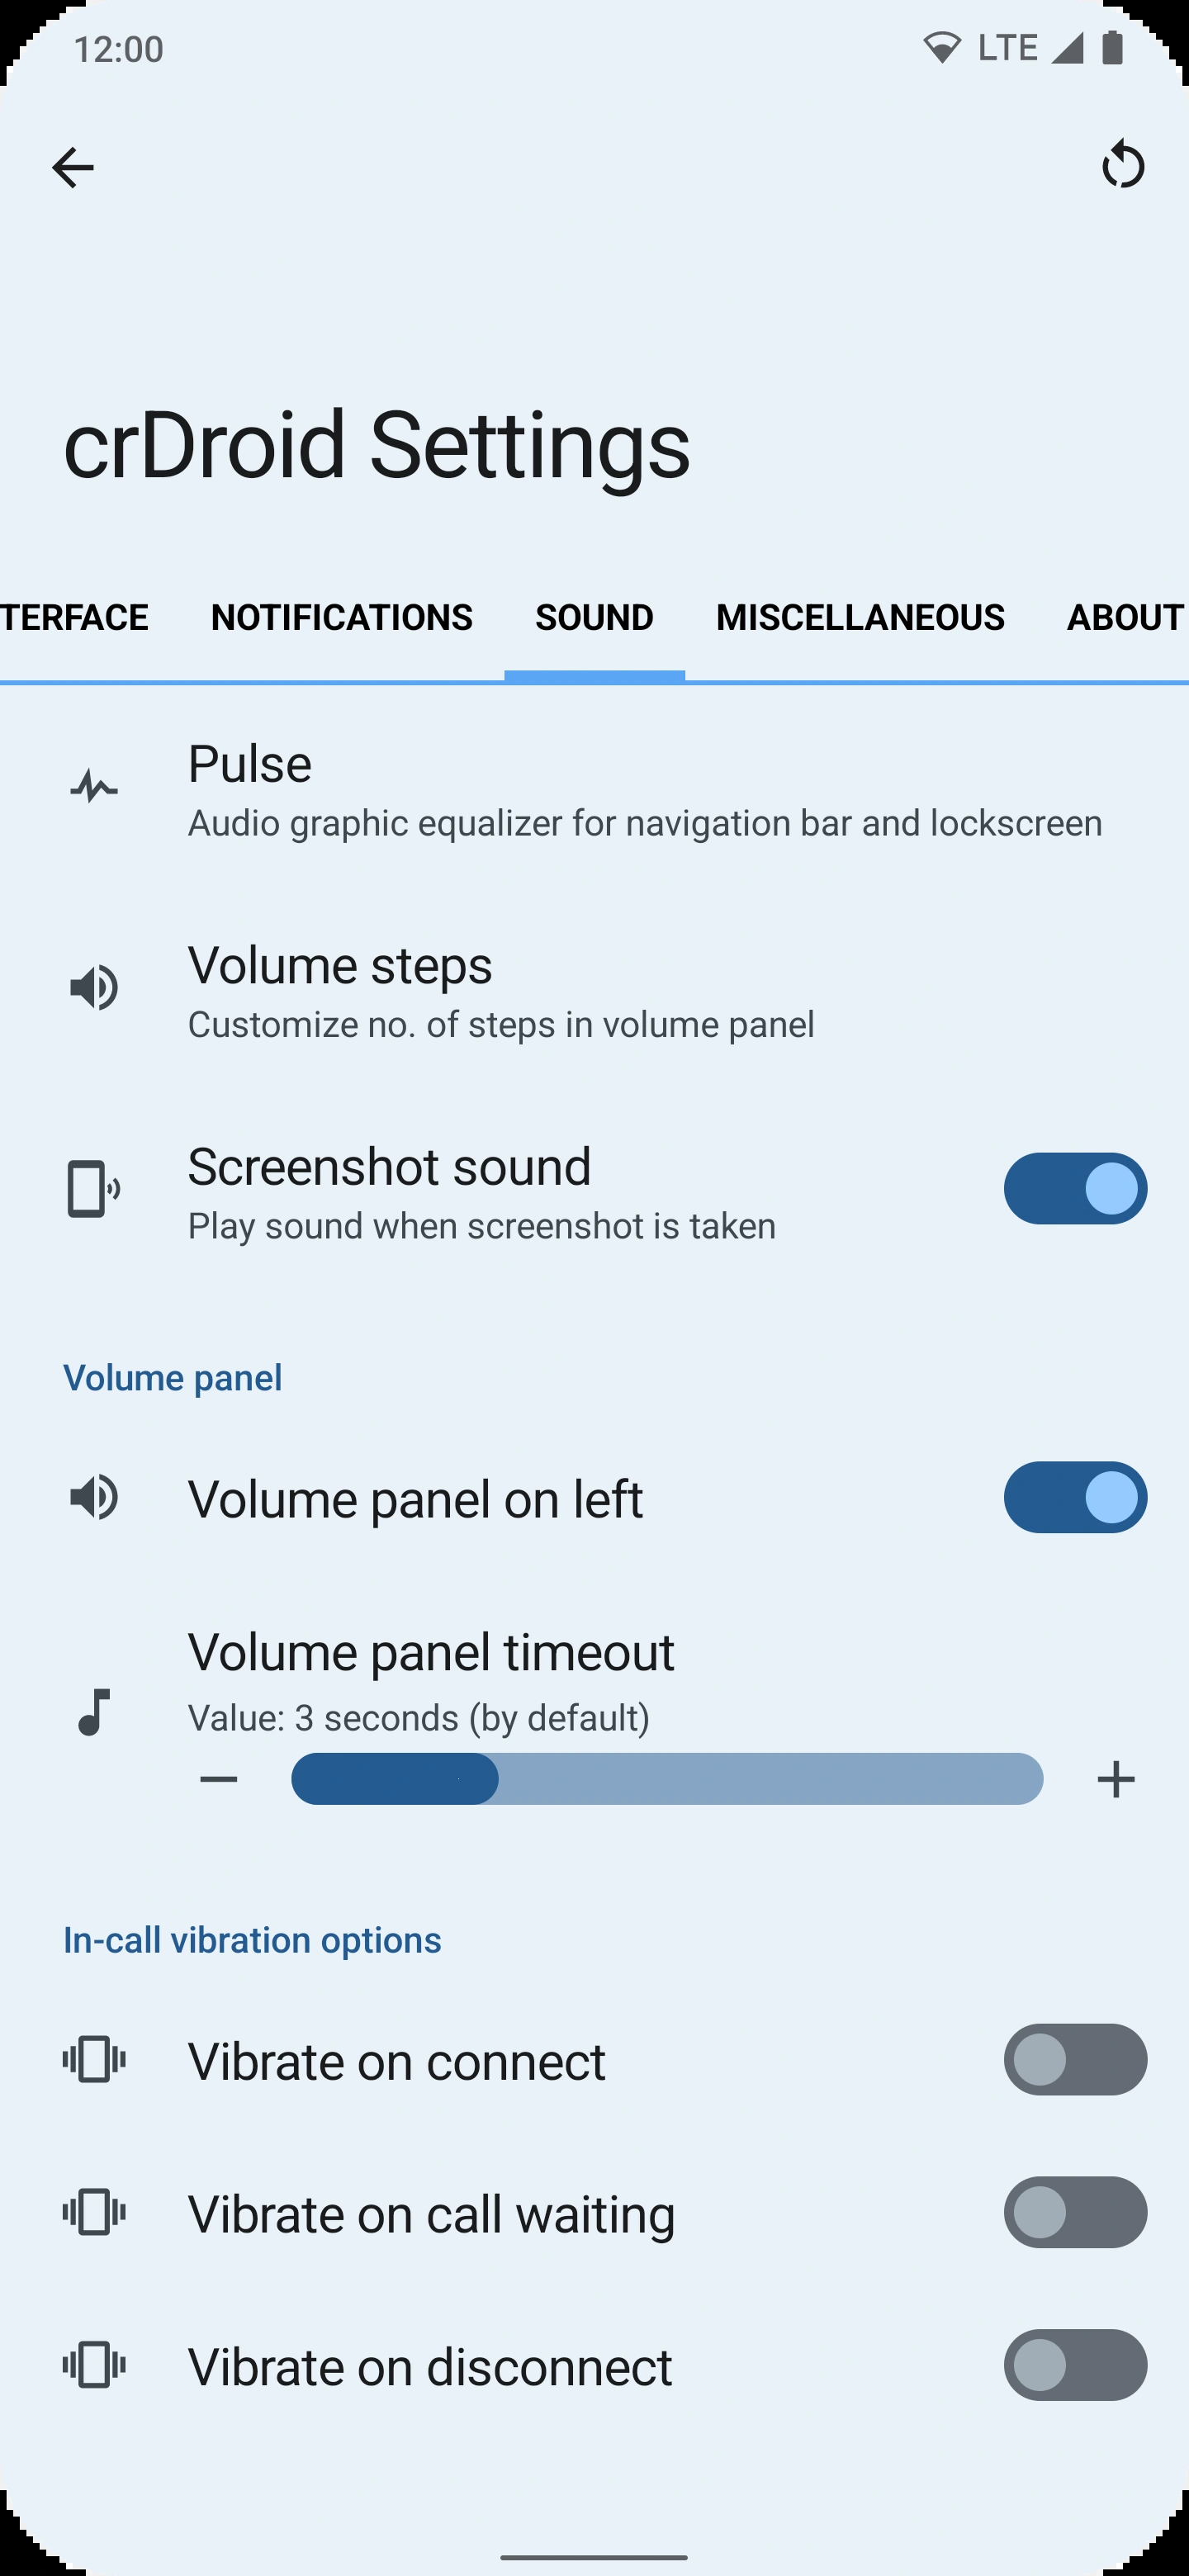 12:00 LTE
crDroid Settings
TERFACE NOTIFICATIONS SOUND MISCELLANEOUS ABOUT
Pulse
Audio graphic equalizer for navigation bar and lockscreen
Volume steps
Customize no. of steps in volume panel
Screenshot sound
Play sound when screenshot is taken
Volume panel
Volume panel on left
Volume panel timeout
Value: 3 seconds (by default)
In-call vibration options
Vibrate on connect
Vibrate on call waiting
Vibrate on disconnect